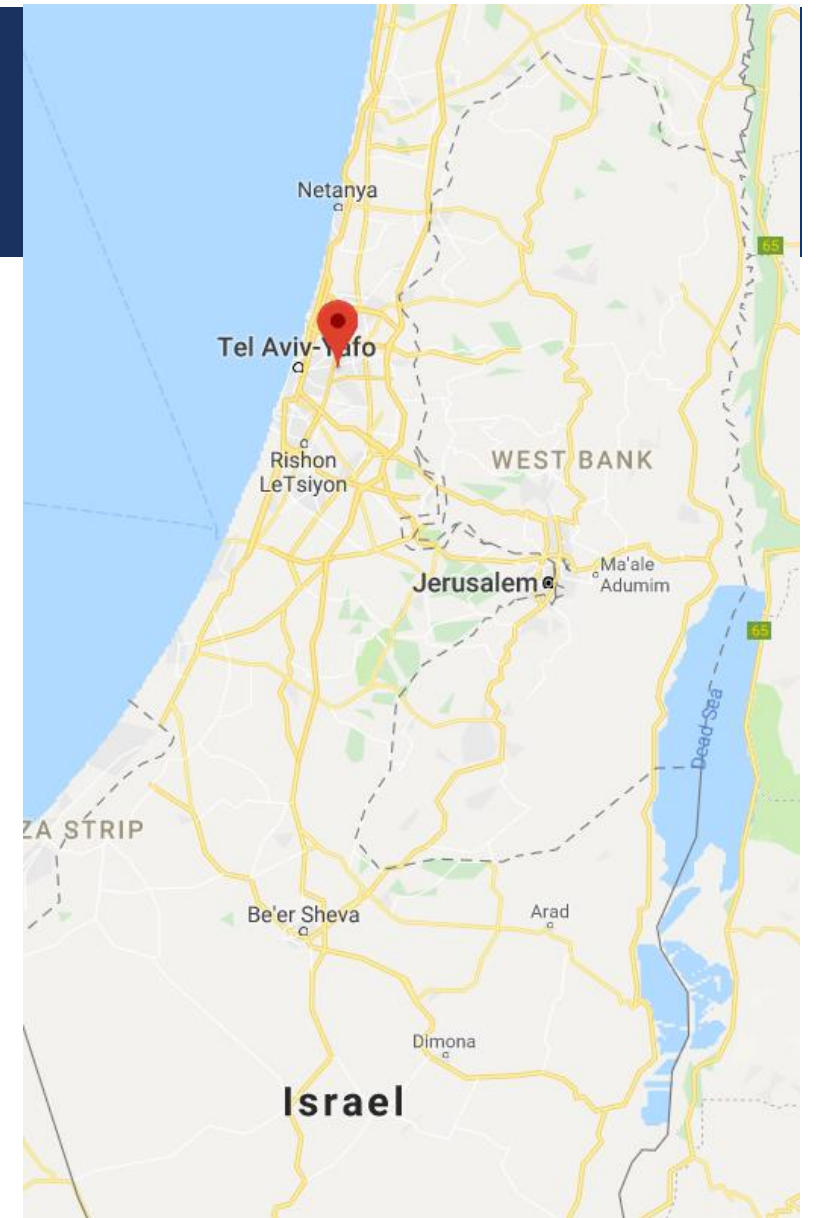 Netanya
65
Tel Aviv-Yafo
Rishon
LeTsiyon
WEST BANK
Ma'ale
Adumim
Jerusalem
65
Dead Sea
ZA STRIP
Be'er Sheva
Arad
Dimona
Israel